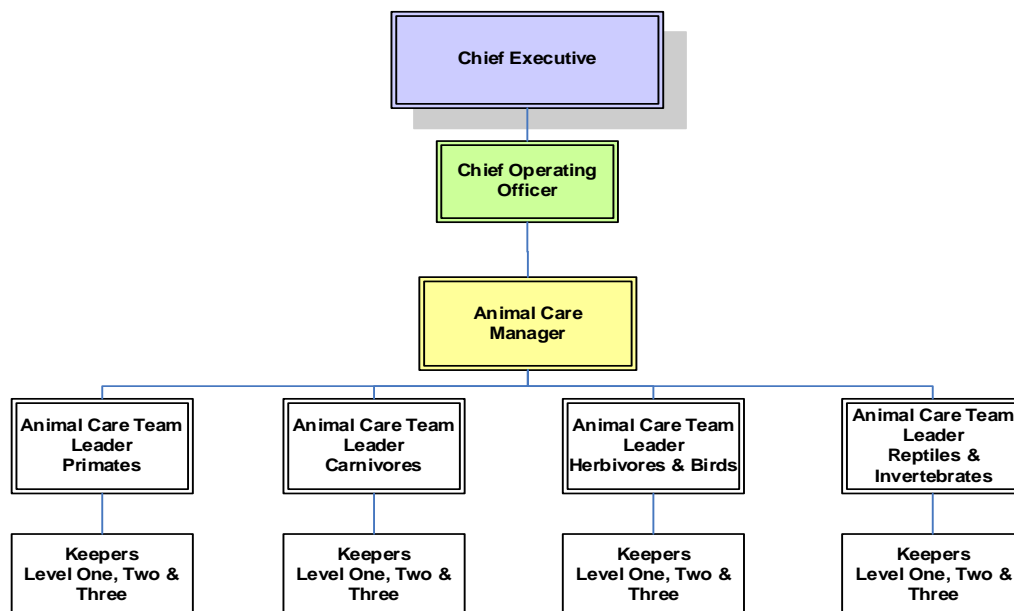 Chief Executive
Chief Operating
Officer
Animal Care
Manager
Animal Care Team
Leader
Primates
Animal Care Team
Leader
Carnivores
Animal Care Team
Leader
Herbivores & Birds
Animal Care Team
Leader
Reptiles &
Invertebrates
Keepers
Level One, Two &
Three
Keepers
Level One, Two &
Three
Keepers
Level One, Two &
Three
Keepers
Level One, Two &
Three